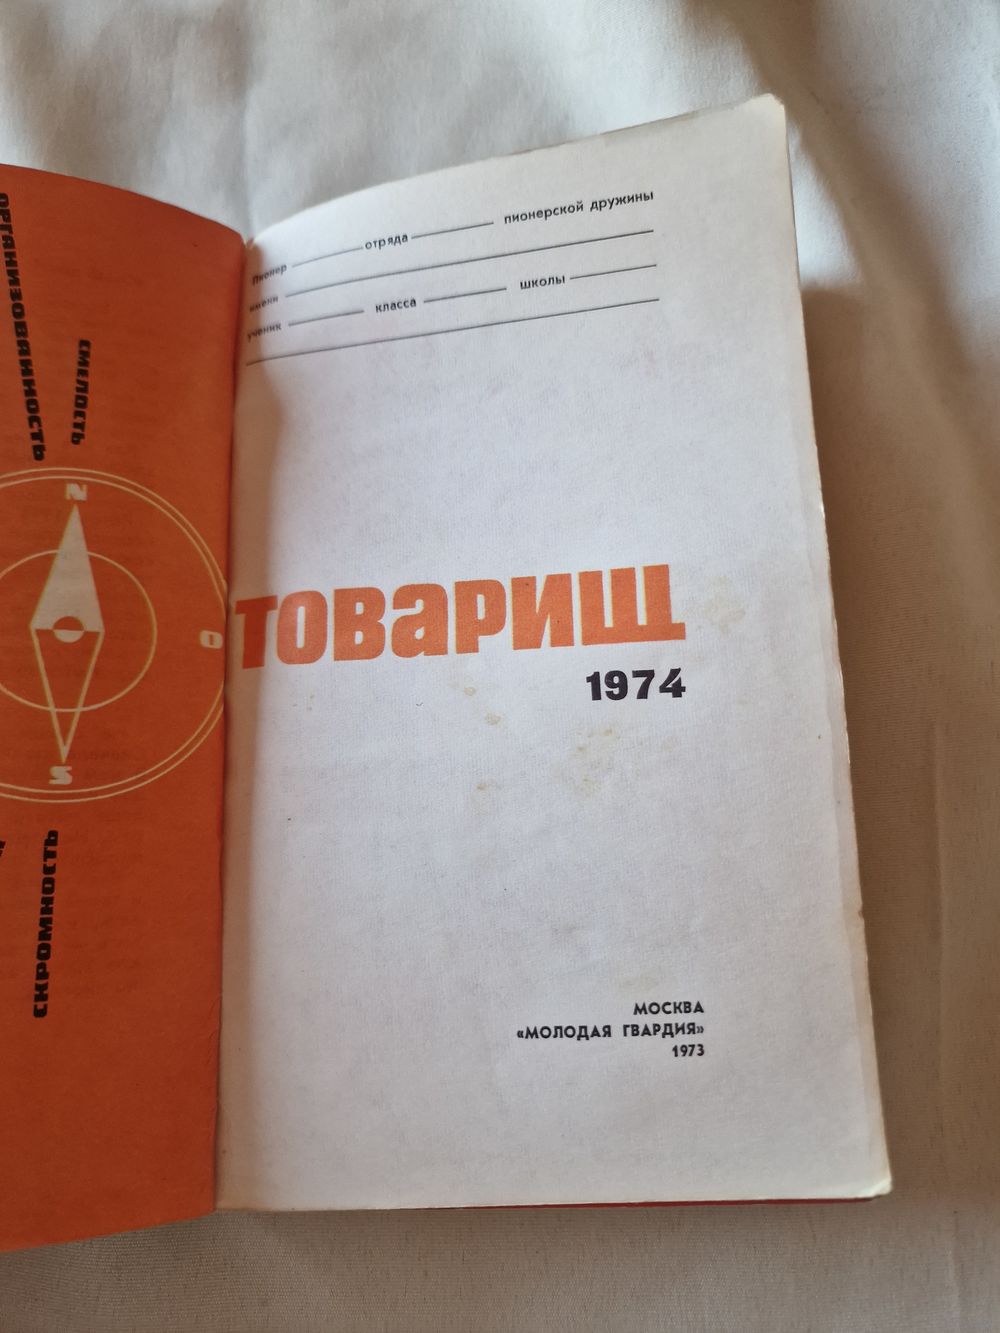 ОРГАНИЗОВАННОСТЬ
СМЕЛОСТЬ
N
O
S
СКРОМНОСТЬ
Пионер отряда пионерской дружины
имени
ученик класса школы
ТОВАРИЩ
1974
МОСКВА
«МОЛОДАЯ ГВАРДИЯ»
1973